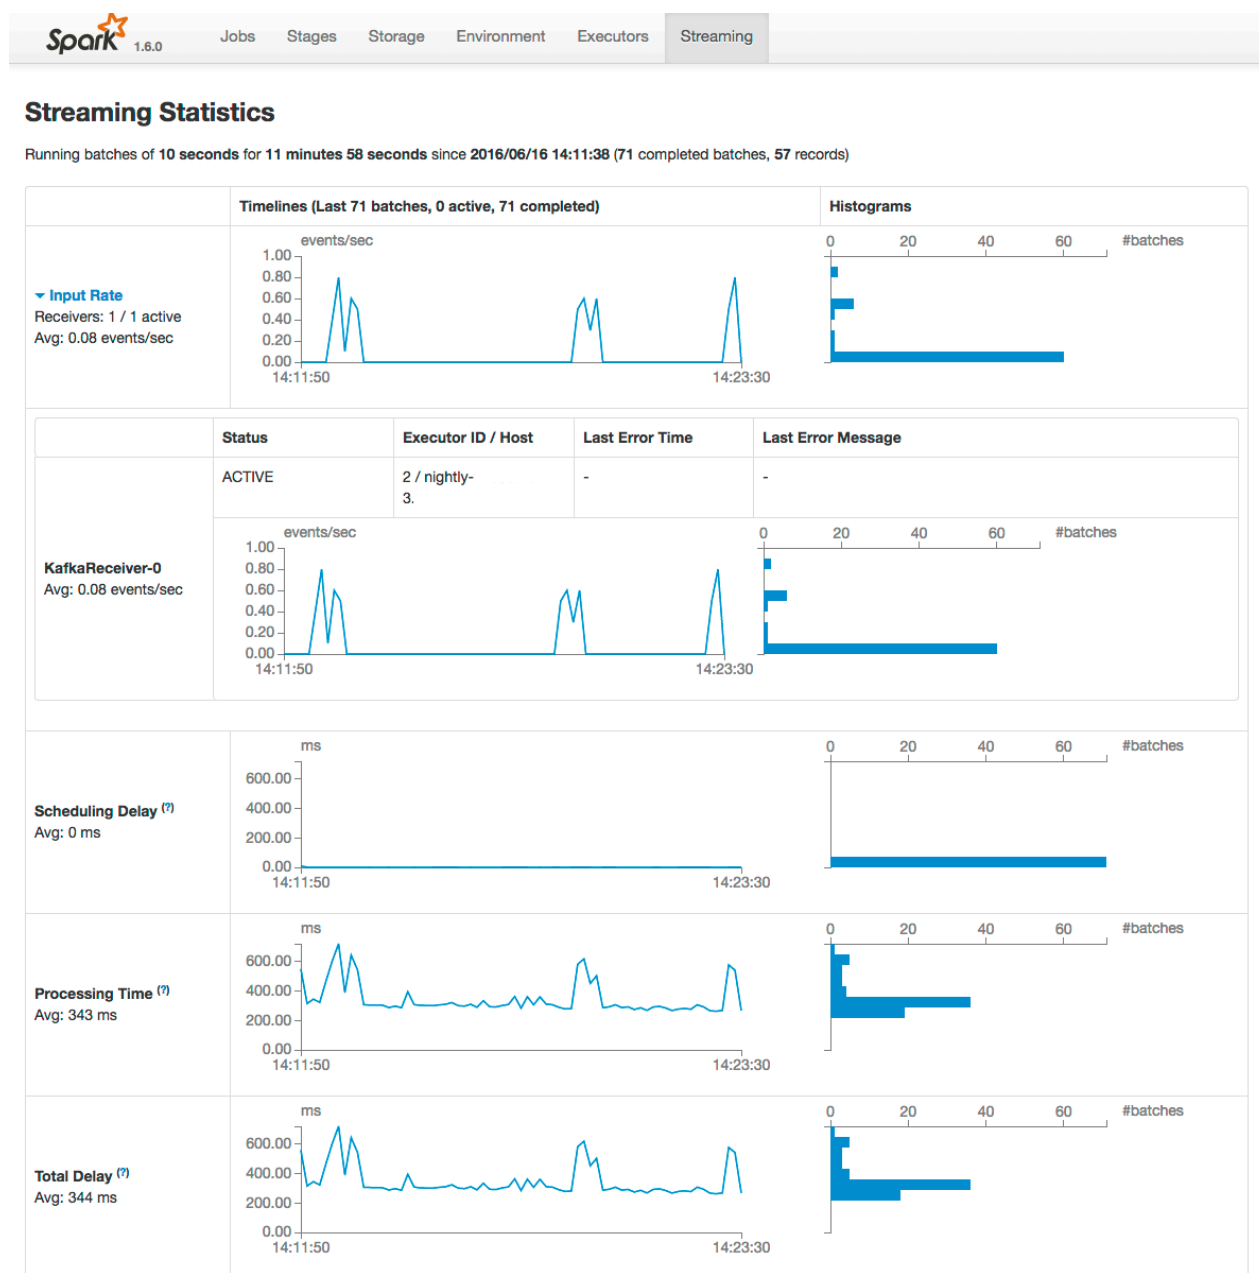 Spark 1.6.0 Jobs Stages Storage Environment Executors Streaming
Streaming Statistics
Running batches of 10 seconds for 11 minutes 58 seconds since 2016/06/16 14:11:38 (71 completed batches, 57 records)
Timelines (Last 71 batches, 0 active, 71 completed) Histograms
Input Rate
Receivers: 1 / 1 active
Avg: 0.08 events/sec
events/sec
1.00
0.80
0.60
0.40
0.20
0.00
14:11:50 14:23:30
0 20 40 60 #batches
Status Executor ID / Host Last Error Time Last Error Message
ACTIVE 2 / nightly- - -
3.
KafkaReceiver-0
Avg: 0.08 events/sec
events/sec
1.00
0.80
0.60
0.40
0.20
0.00
14:11:50 14:23:30
0 20 40 60 #batches
Scheduling Delay (?)
Avg: 0 ms
ms
600.00
400.00
200.00
0.00
14:11:50 14:23:30
0 20 40 60 #batches
Processing Time (?)
Avg: 343 ms
ms
600.00
400.00
200.00
0.00
14:11:50 14:23:30
0 20 40 60 #batches
Total Delay (?)
Avg: 344 ms
ms
600.00
400.00
200.00
0.00
14:11:50 14:23:30
0 20 40 60 #batches